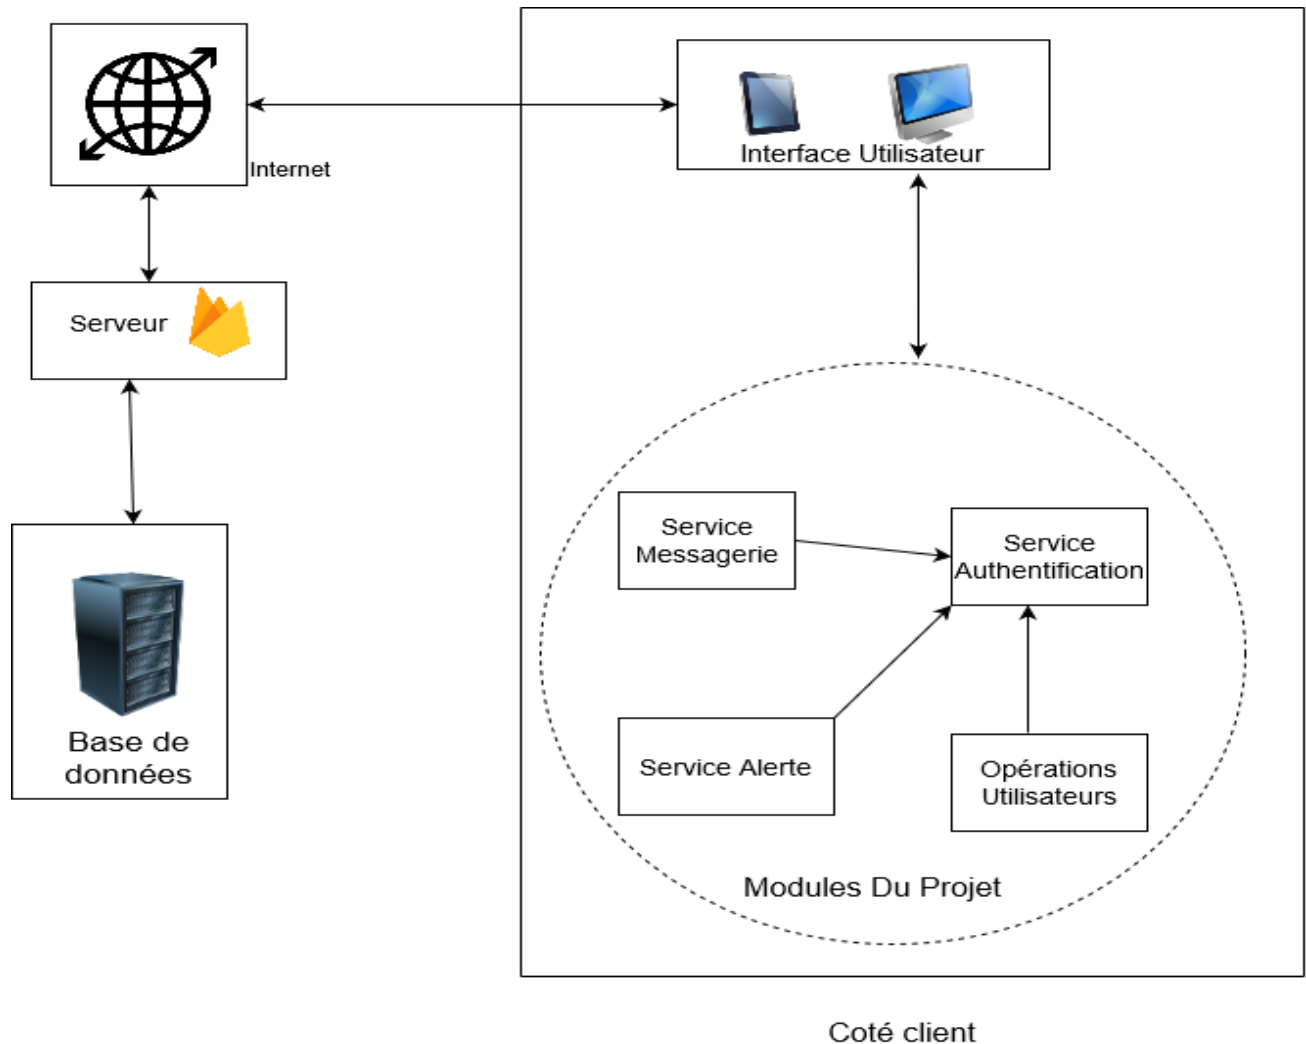 Internet
Interface Utilisateur
Serveur
Service
Messagerie
Service
Authentification
Base de
données
Service Alerte
Opérations
Utilisateurs
Modules Du Projet
Coté client